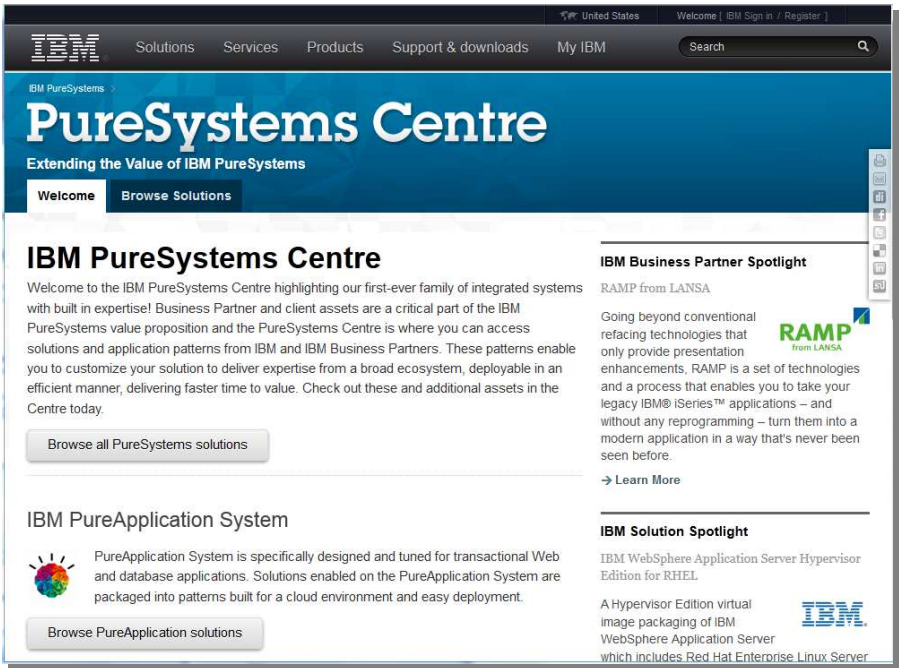 United States
Welcome [ IBM Sign in / Register ]
IBM
Solutions
Services
Products
Support & downloads
My IBM
Search
IBM PureSystems
PureSystems Centre
Extending the Value of IBM PureSystems
Welcome
Browse Solutions
IBM PureSystems Centre
Welcome to the IBM PureSystems Centre highlighting our first-ever family of integrated systems
with built in expertise! Business Partner and client assets are a critical part of the IBM
PureSystems value proposition and the PureSystems Centre is where you can access
solutions and application patterns from IBM and IBM Business Partners. These patterns enable
you to customize your solution to deliver expertise from a broad ecosystem, deployable in an
efficient manner, delivering faster time to value. Check out these and additional assets in the
Centre today.
Browse all PureSystems solutions
IBM PureApplication System
PureApplication System is specifically designed and tuned for transactional Web
and database applications. Solutions enabled on the PureApplication System are
packaged into patterns built for a cloud environment and easy deployment.
Browse PureApplication solutions
IBM Business Partner Spotlight
RAMP from LANSA
Going beyond conventional
refacing technologies that
only provide presentation
enhancements, RAMP is a set of technologies
and a process that enables you to take your
legacy IBM® iSeries™ applications – and
without any reprogramming – turn them into a
modern application in a way that's never been
seen before.
RAMP
from LANSA
Learn More
IBM Solution Spotlight
IBM WebSphere Application Server Hypervisor
Edition for RHEL
A Hypervisor Edition virtual
image packaging of IBM
WebSphere Application Server
which includes Red Hat Enterprise Linux Server
IBM